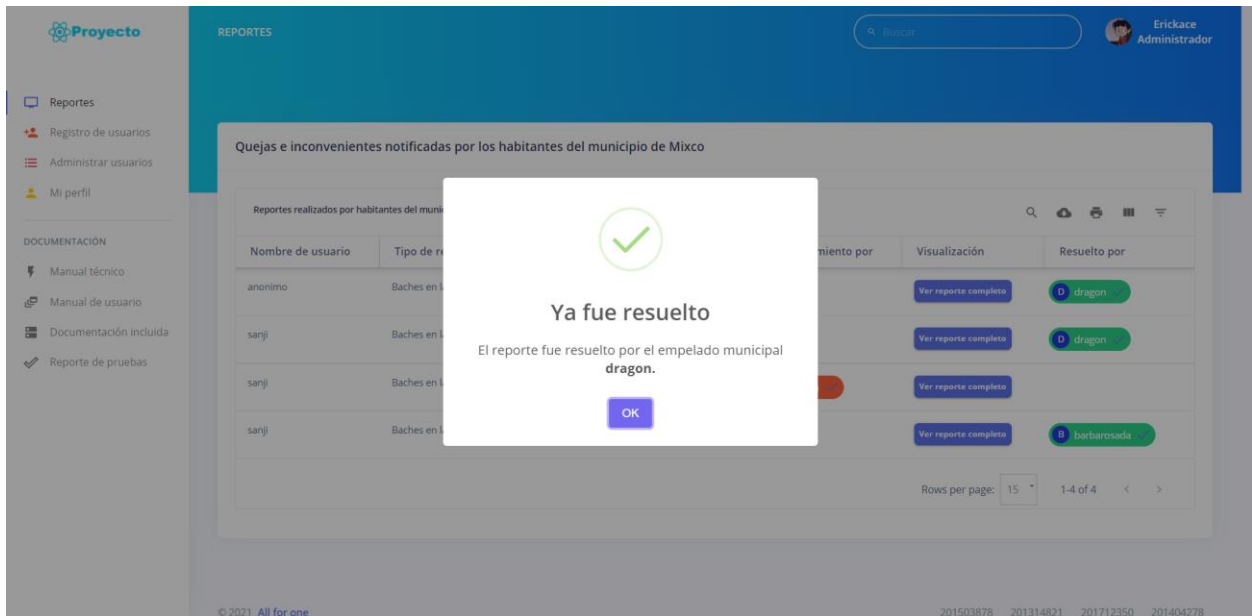 Proyecto
REPORTES
Buscar
Erickace
Administrador
Reportes
Registro de usuarios
Administrar usuarios
Mi perfil
DOCUMENTACIÓN
Manual técnico
Manual de usuario
Documentación incluida
Reporte de pruebas
Quejas e inconvenientes notificadas por los habitantes del municipio de Mixco
Reportes realizados por habitantes del muni
Nombre de usuario Tipo de re miento por Visualización Resuelto por
anonimo Baches en l Ver reporte completo D dragon
sanji Baches en l Ver reporte completo D dragon
sanji Baches en l Ver reporte completo
sanji Baches en l Ver reporte completo B barbarosada
Ya fue resuelto
El reporte fue resuelto por el empelado municipal
dragon.
OK
Rows per page: 15 1-4 of 4
© 2021 All for one
201503878 201314821 201712350 201404278